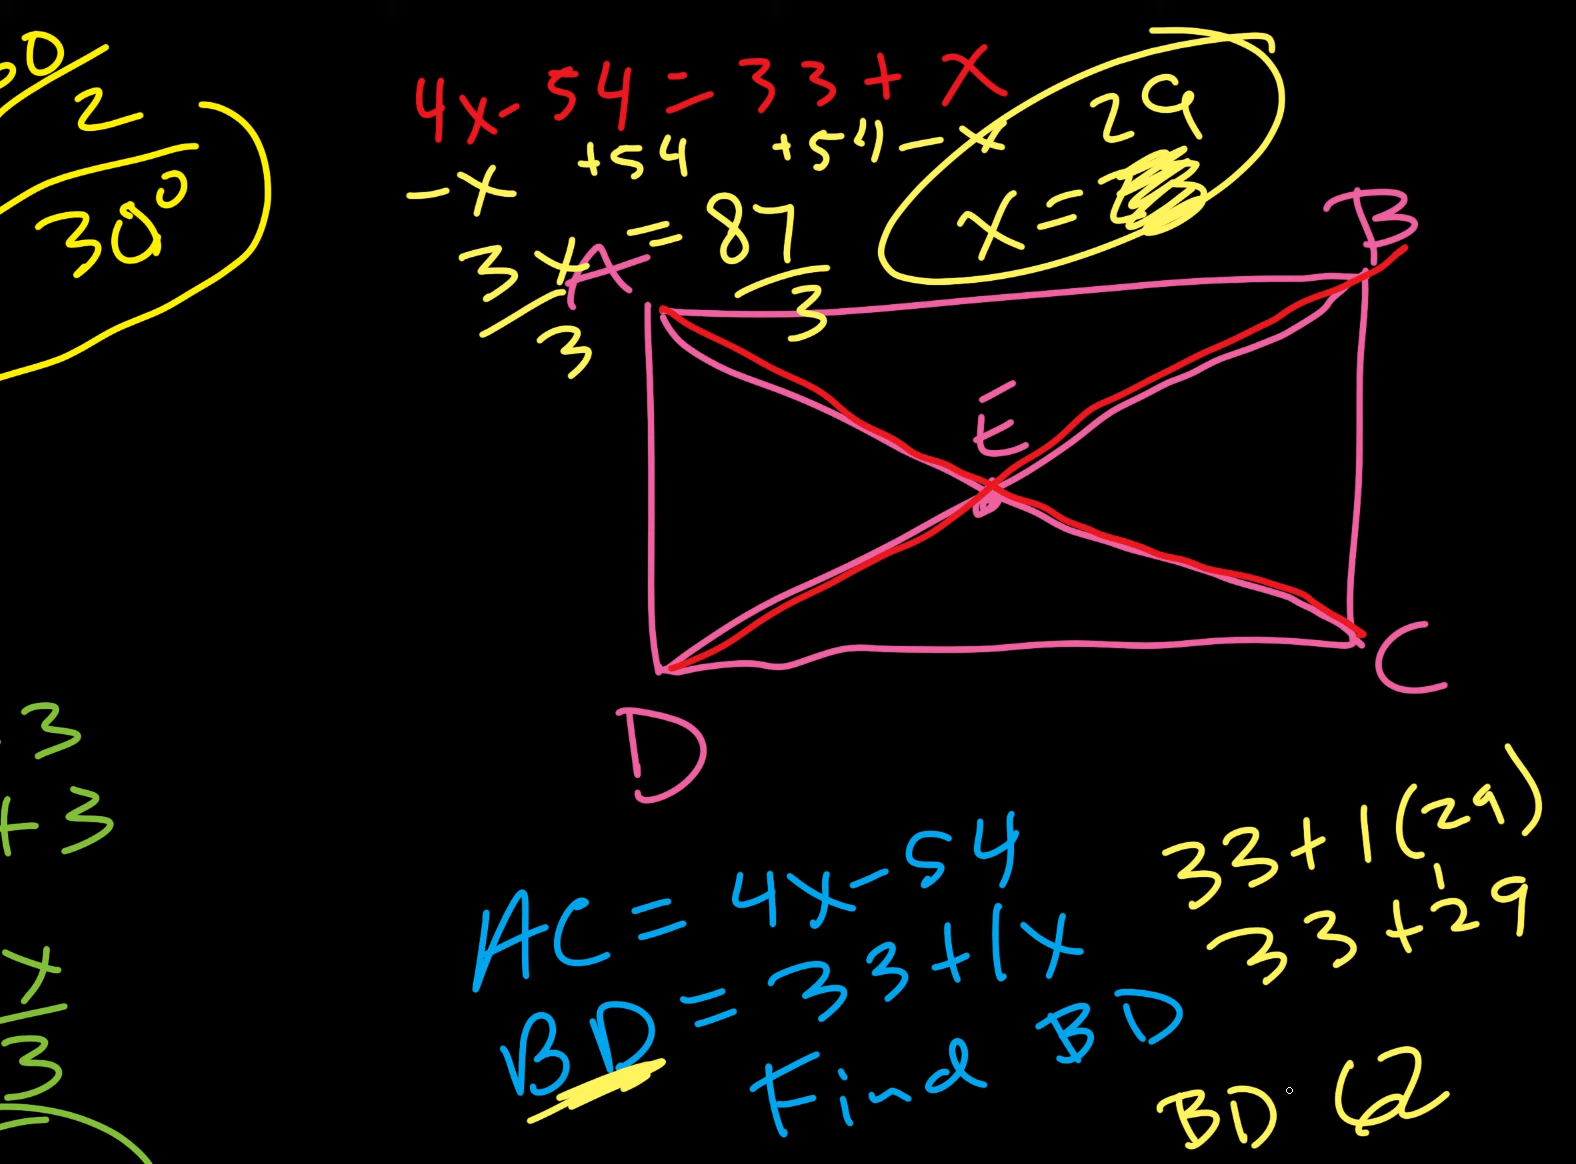 30
2
30°
4x-54=33+x
-x +54 +54 -x
3x = 87
3 3
29
x=
A
B
E
D
C
3
+3
x
3
AC=4x-54
BD=33+1x
Find BD
33+1(29)
33+29
BD 62